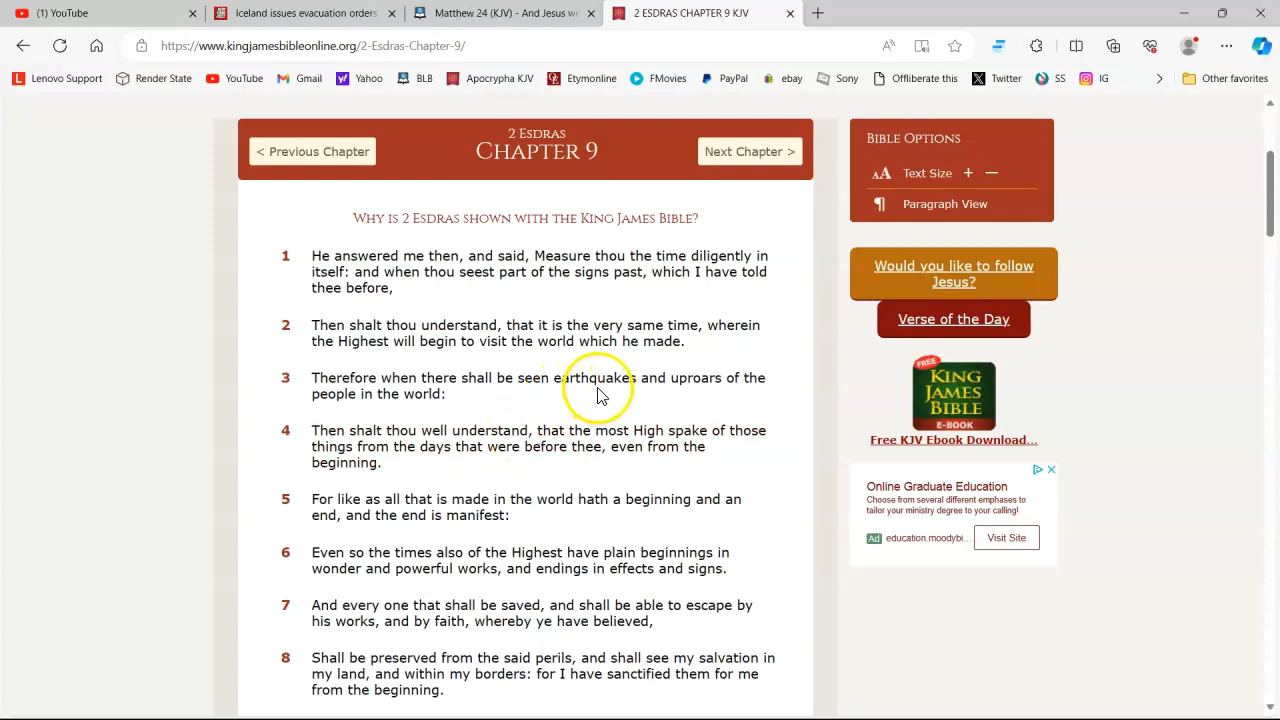 (1) YouTube
Iceland issues evacuation orders
Matthew 24 (KJV) - And Jesus we
2 ESDRAS CHAPTER 9 KJV
https://www.kingjamesbibleonline.org/2-Esdras-Chapter-9/
Lenovo Support
Render State
YouTube
Gmail
Yahoo
BLB
Apocrypha KJV
Etymonline
FMovies
PayPal
ebay
Sony
Offliberate this
Twitter
SS
IG
Other favorites
2 Esdras
Chapter 9
< Previous Chapter
Next Chapter >
Why is 2 Esdras shown with the King James Bible?
1 He answered me then, and said, Measure thou the time diligently in
itself: and when thou seest part of the signs past, which I have told
thee before,
2 Then shalt thou understand, that it is the very same time, wherein
the Highest will begin to visit the world which he made.
3 Therefore when there shall be seen earthquakes and uproars of the
people in the world:
4 Then shalt thou well understand, that the most High spake of those
things from the days that were before thee, even from the
beginning.
5 For like as all that is made in the world hath a beginning and an
end, and the end is manifest:
6 Even so the times also of the Highest have plain beginnings in
wonder and powerful works, and endings in effects and signs.
7 And every one that shall be saved, and shall be able to escape by
his works, and by faith, whereby ye have believed,
8 Shall be preserved from the said perils, and shall see my salvation in
my land, and within my borders: for I have sanctified them for me
from the beginning.
Bible Options
AA Text Size + —
¶ Paragraph View
Would you like to follow
Jesus?
Verse of the Day
FREE
KING
JAMES
BIBLE
E-BOOK
Free KJV Ebook Download...
Online Graduate Education
Choose from several different emphases to
tailor your ministry degree to your calling!
Ad education.moodybi...
Visit Site